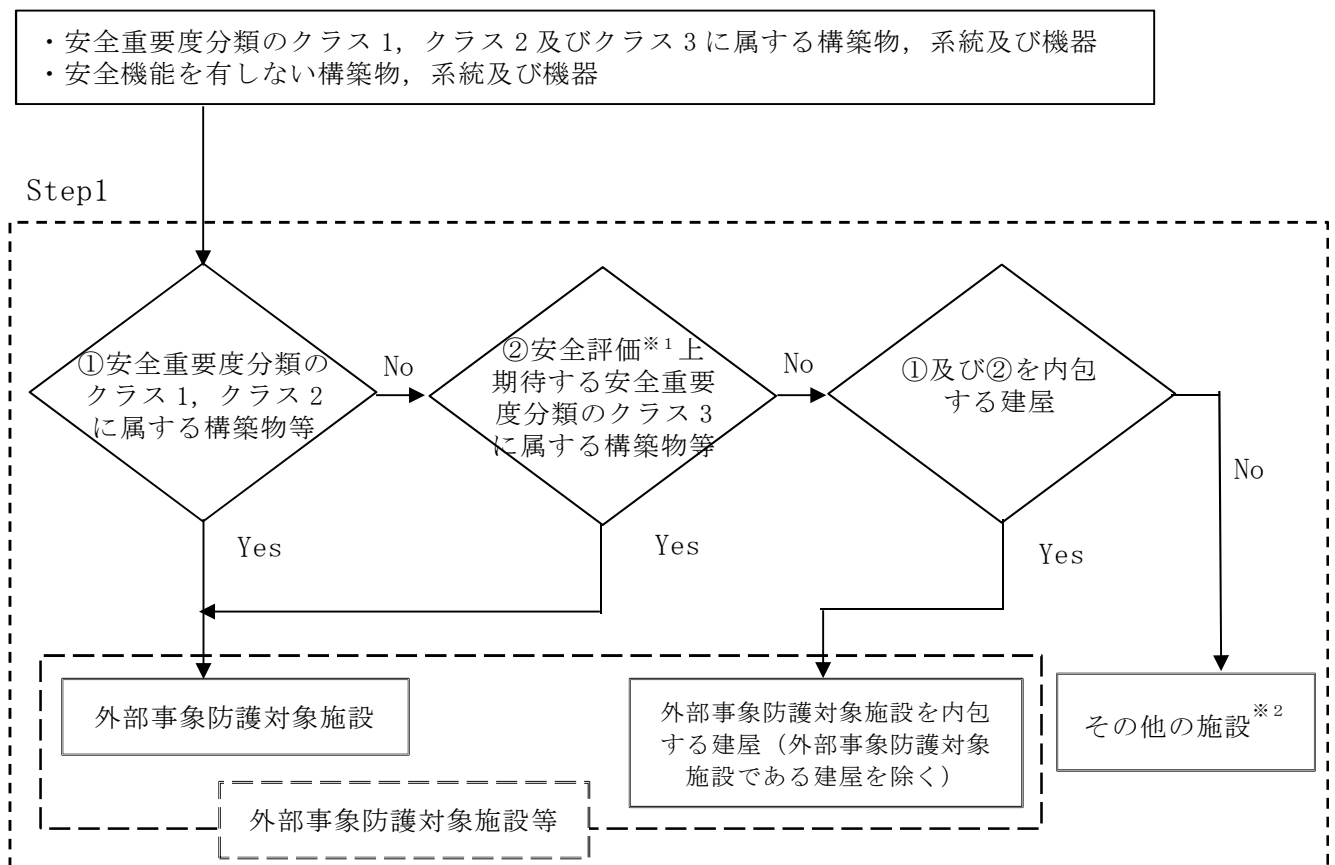 ・安全重要度分類のクラス1，クラス2及びクラス3に属する構築物，系統及び機器
・安全機能を有しない構築物，系統及び機器
Step1
①安全重要度分類の
クラス1，クラス2
に属する構築物等
No
②安全評価※1上
期待する安全重要
度分類のクラス3
に属する構築物等
No
①及び②を内包
する建屋
No
Yes
Yes
Yes
外部事象防護対象施設
外部事象防護対象施設を内包
する建屋（外部事象防護対象
施設である建屋を除く）
その他の施設※2
外部事象防護対象施設等